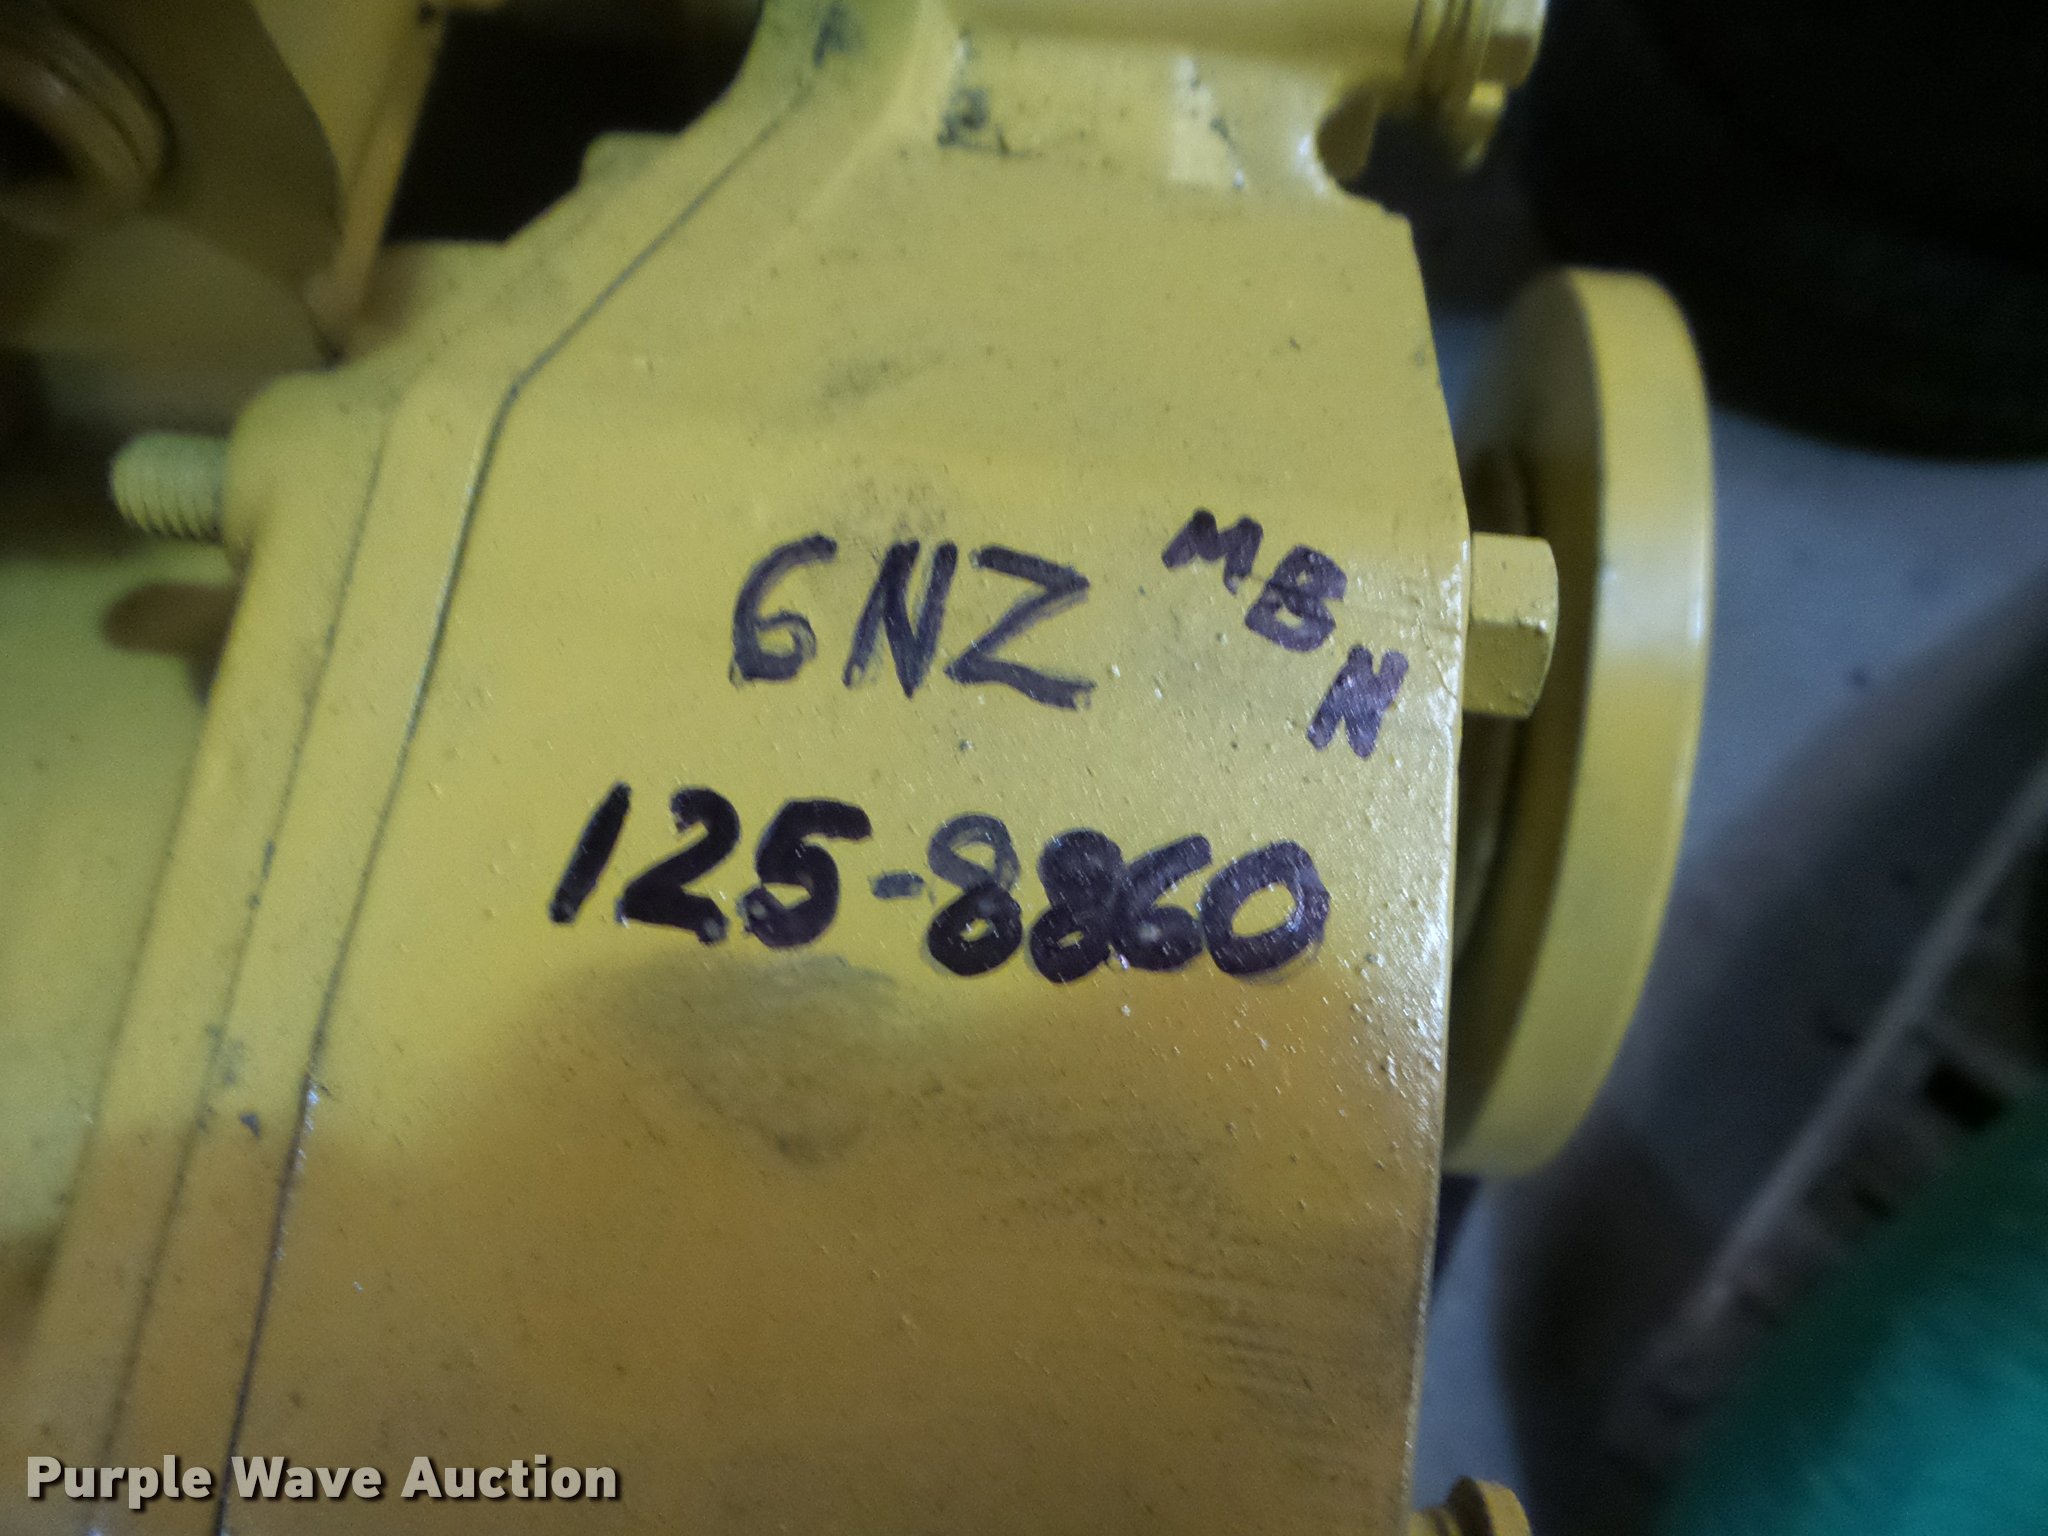 6NZ
MBN
125-8860
Purple Wave Auction